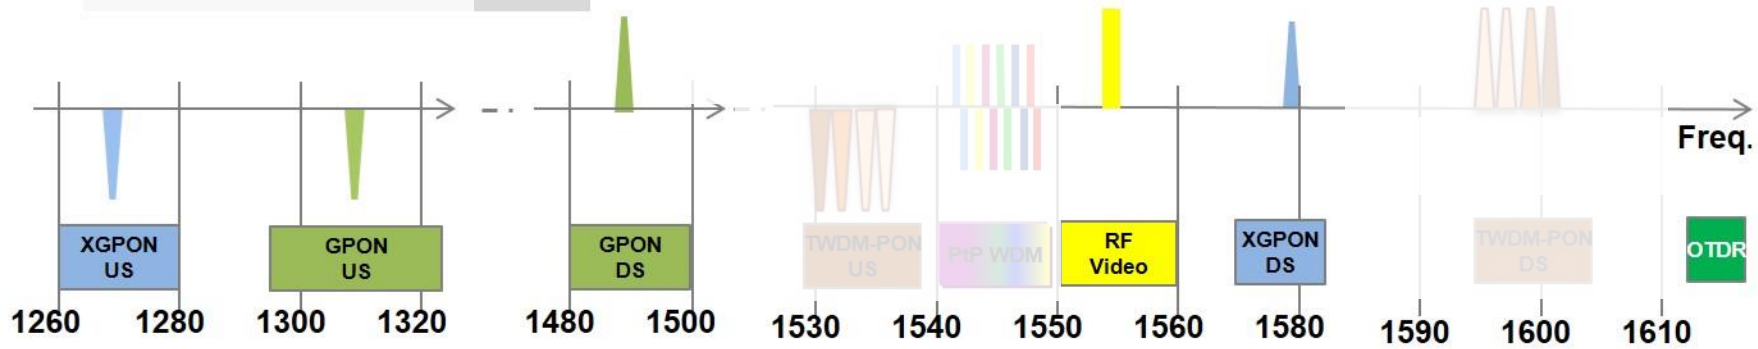 Freq.
XGPON
US
GPON
US
GPON
DS
TWDM-PON
US
PtP WDM
RF
Video
XGPON
DS
TWDM-PON
DS
OTDR
1260 1280 1300 1320 1480 1500 1530 1540 1550 1560 1580 1590 1600 1610